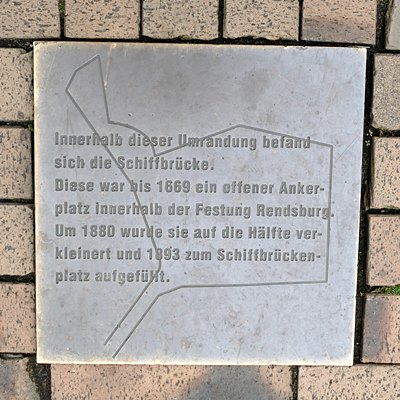 Innerhalb dieser Umrandung befand
sich die Schiffbrücke.
Diese war bis 1669 ein offener Anker-
platz innerhalb der Festung Rendsburg.
Um 1880 wurde sie auf die Hälfte ver-
kleinert und 1893 zum Schiffbrücken-
platz aufgefüllt.